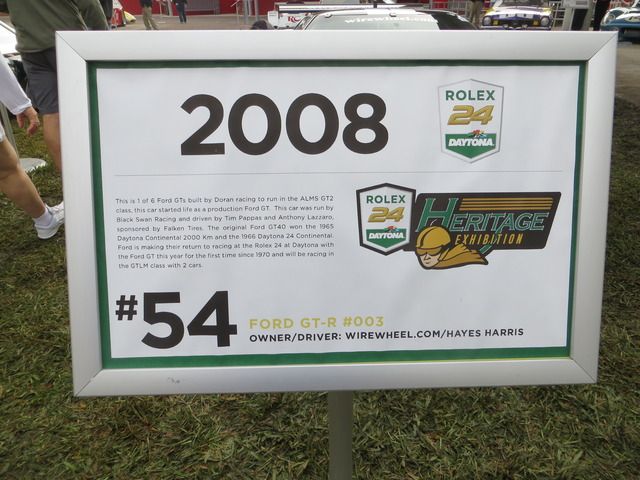 wirewheel.com
2008
ROLEX
24
DAYTONA
This is 1 of 6 Ford GTs built by Doran racing to run in the ALMS GT2
class, this car started life as a production Ford GT. This car was run by
Black Swan Racing and driven by Tim Pappas and Anthony Lazzaro,
sponsored by Falken Tires. The original Ford GT40 won the 1965
Daytona Continental 2000 Km and the 1966 Daytona 24 Continental.
Ford is making their return to racing at the Rolex 24 at Daytona with
the Ford GT this year for the first time since 1970 and will be racing in
the GTLM class with 2 cars.
ROLEX
24
DAYTONA
HERITAGE
EXHIBITION
#54
FORD GT-R #003
OWNER/DRIVER: WIREWHEEL.COM/HAYES HARRIS